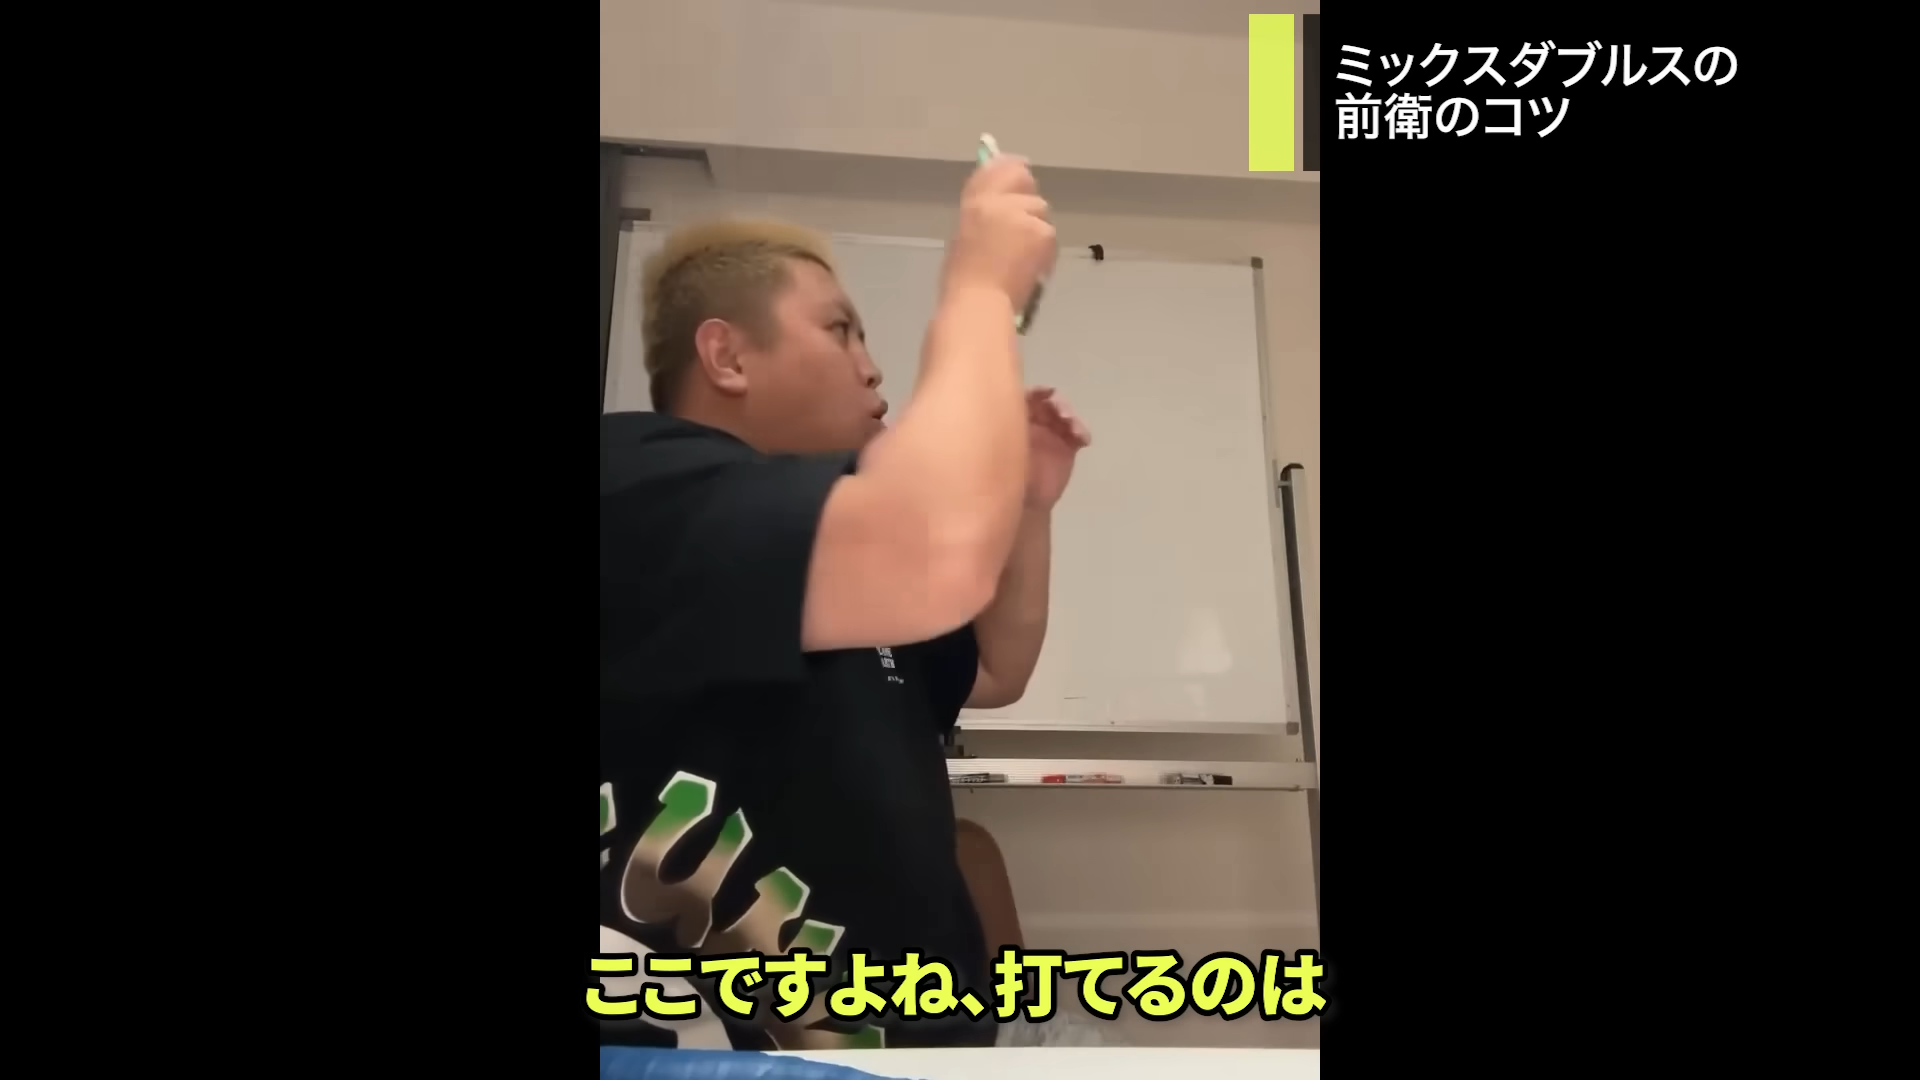 ミックスダブルスの
前衛のコツ
ここですよね、打てるのは